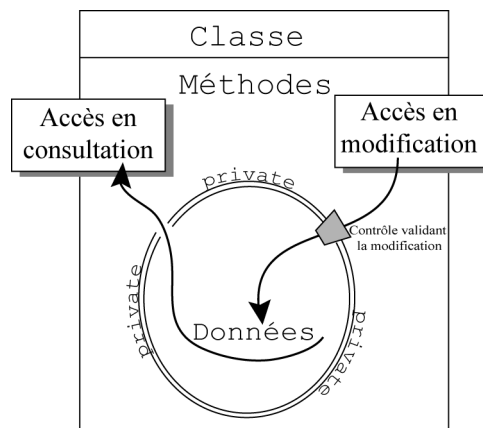 Classe
Méthodes
Accès en
consultation
Accès en
modification
private
Contrôle validant
la modification
private
Données
private